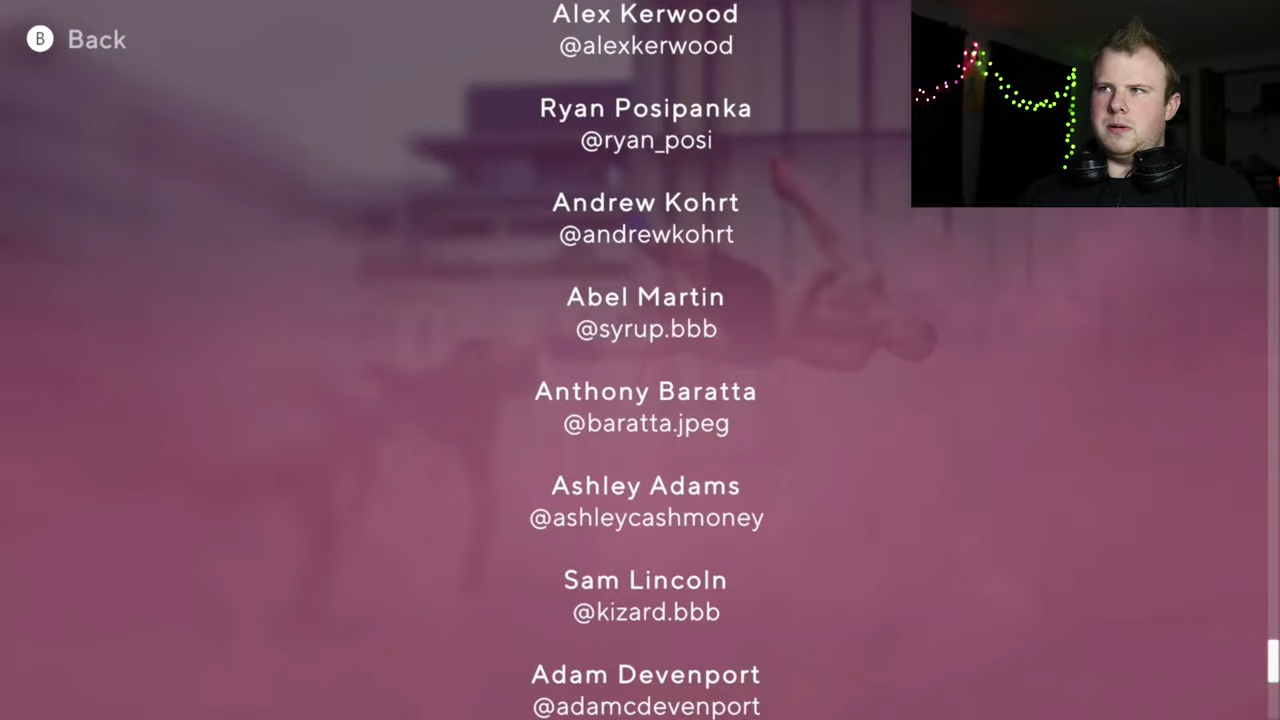 Alex Kerwood
@alexkerwood
B Back
Ryan Posipanka
@ryan_posi
Andrew Kohrt
@andrewkohrt
Abel Martin
@syrup.bbb
Anthony Baratta
@baratta.jpeg
Ashley Adams
@ashleycashmoney
Sam Lincoln
@kizard.bbb
Adam Devenport
@adamcdevenport